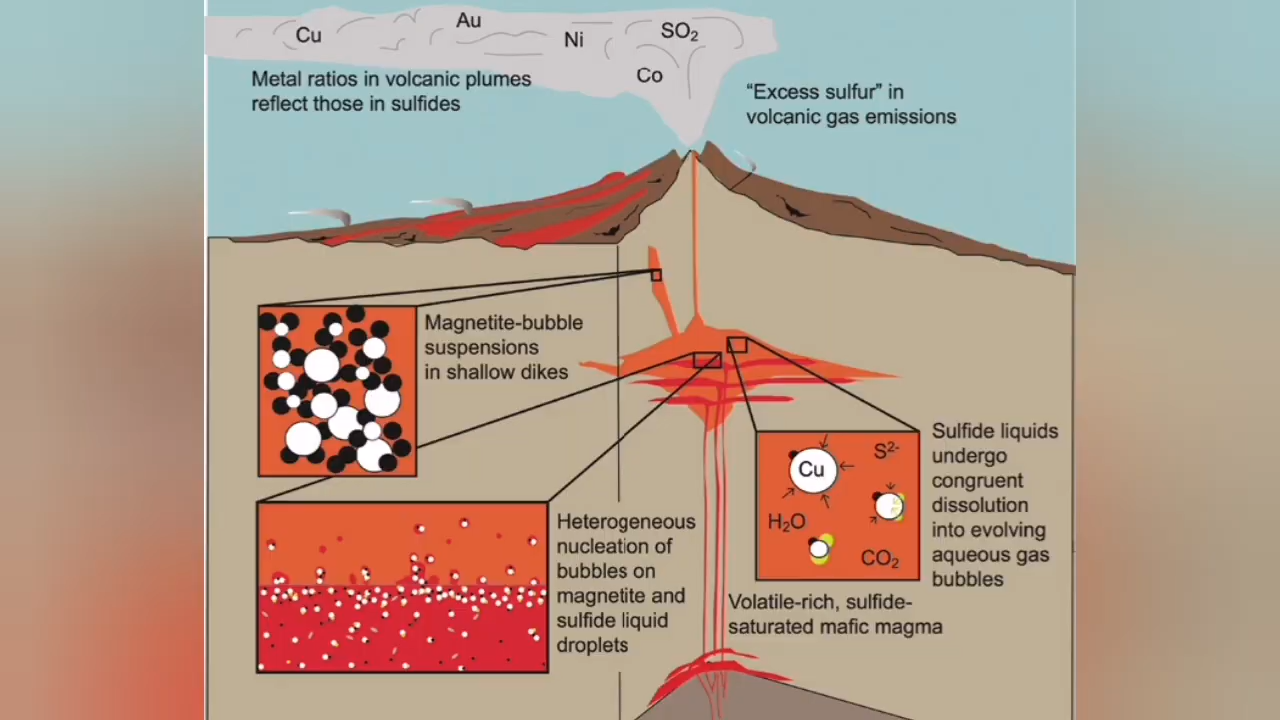 Cu
Au
Ni
SO₂
Co
Metal ratios in volcanic plumes
reflect those in sulfides
“Excess sulfur” in
volcanic gas emissions
Magnetite-bubble
suspensions
in shallow dikes
Heterogeneous
nucleation of
bubbles on
magnetite and
sulfide liquid
droplets
Cu
S²⁻
H₂O
CO₂
Sulfide liquids
undergo
congruent
dissolution
into evolving
aqueous gas
bubbles
Volatile-rich, sulfide-
saturated mafic magma